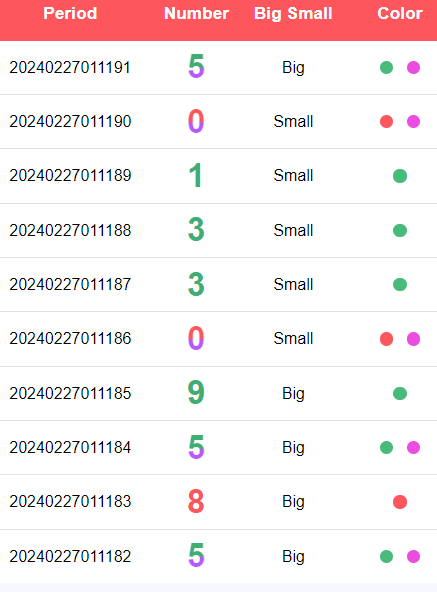 Period Number Big Small Color
20240227011191 5 Big
20240227011190 0 Small
20240227011189 1 Small
20240227011188 3 Small
20240227011187 3 Small
20240227011186 0 Small
20240227011185 9 Big
20240227011184 5 Big
20240227011183 8 Big
20240227011182 5 Big